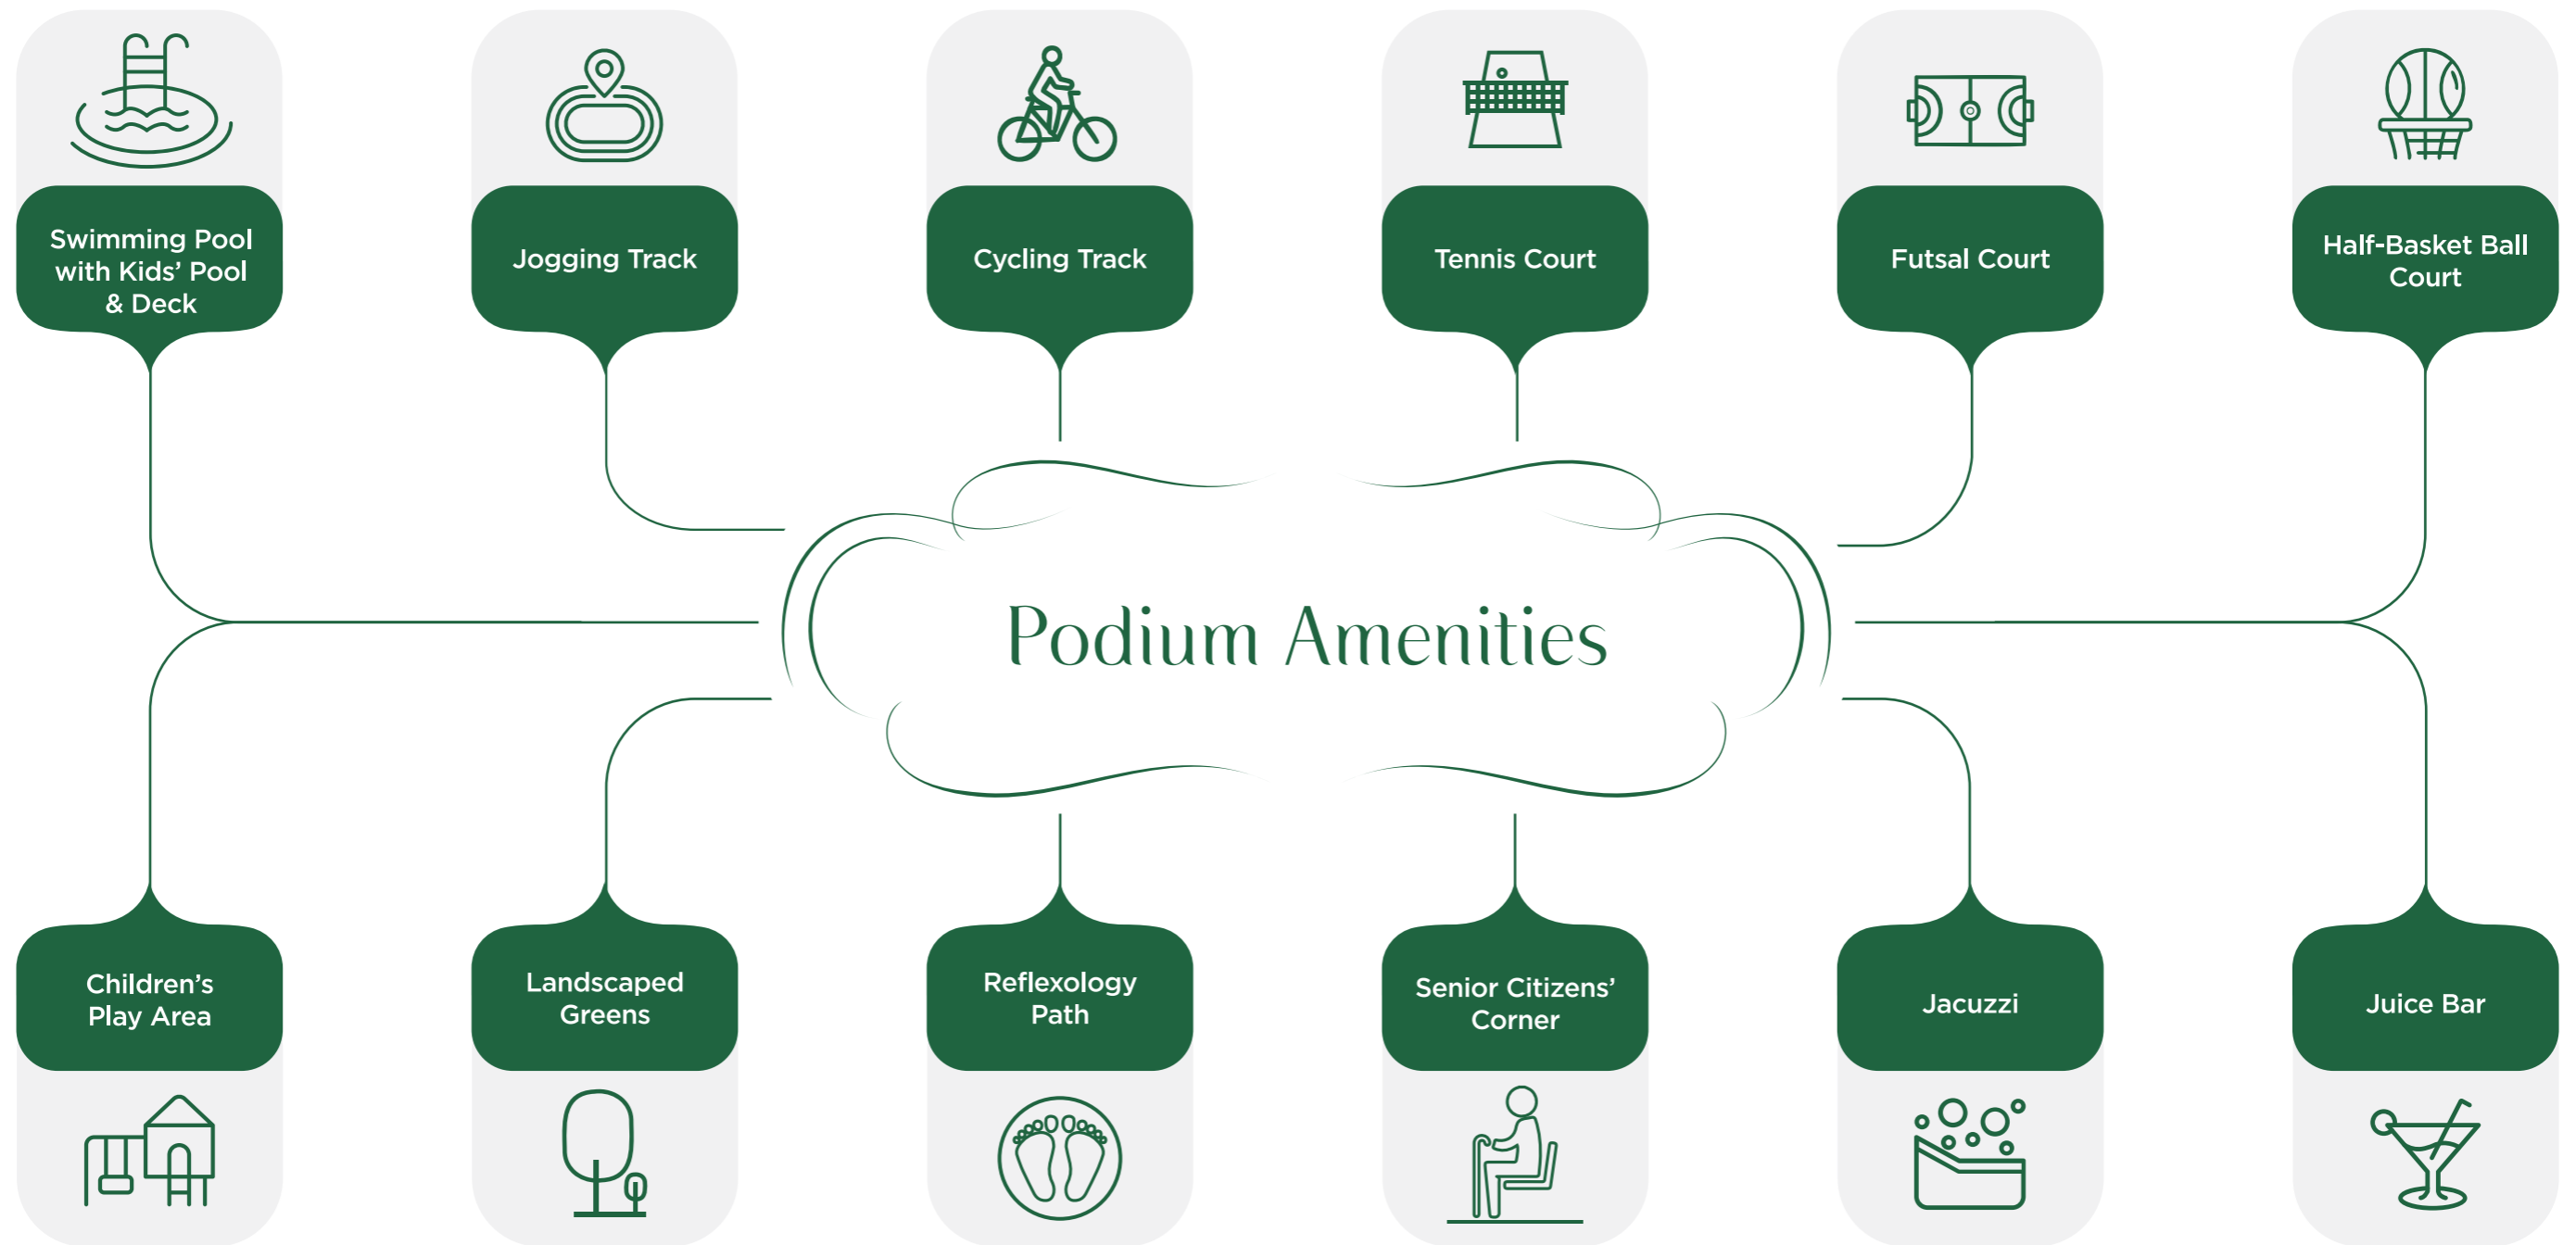 Swimming Pool
with Kids’ Pool
& Deck
Jogging Track
Cycling Track
Tennis Court
Futsal Court
Half-Basket Ball
Court
Podium Amenities
Children’s
Play Area
Landscaped
Greens
Reflexology
Path
Senior Citizens’
Corner
Jacuzzi
Juice Bar